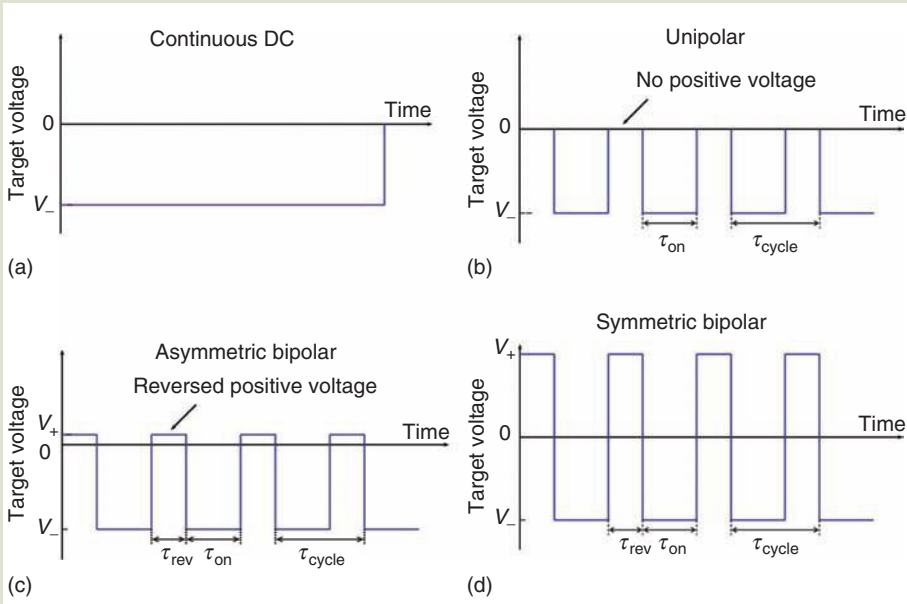 Continuous DC
Target voltage
0
V₋
Time
(a)
Unipolar
No positive voltage
Target voltage
0
V₋
Time
τon
τcycle
(b)
Asymmetric bipolar
Reversed positive voltage
Target voltage
V₊
0
V₋
Time
τrev
τon
τcycle
(c)
Symmetric bipolar
Target voltage
V₊
0
V₋
Time
τrev
τon
τcycle
(d)